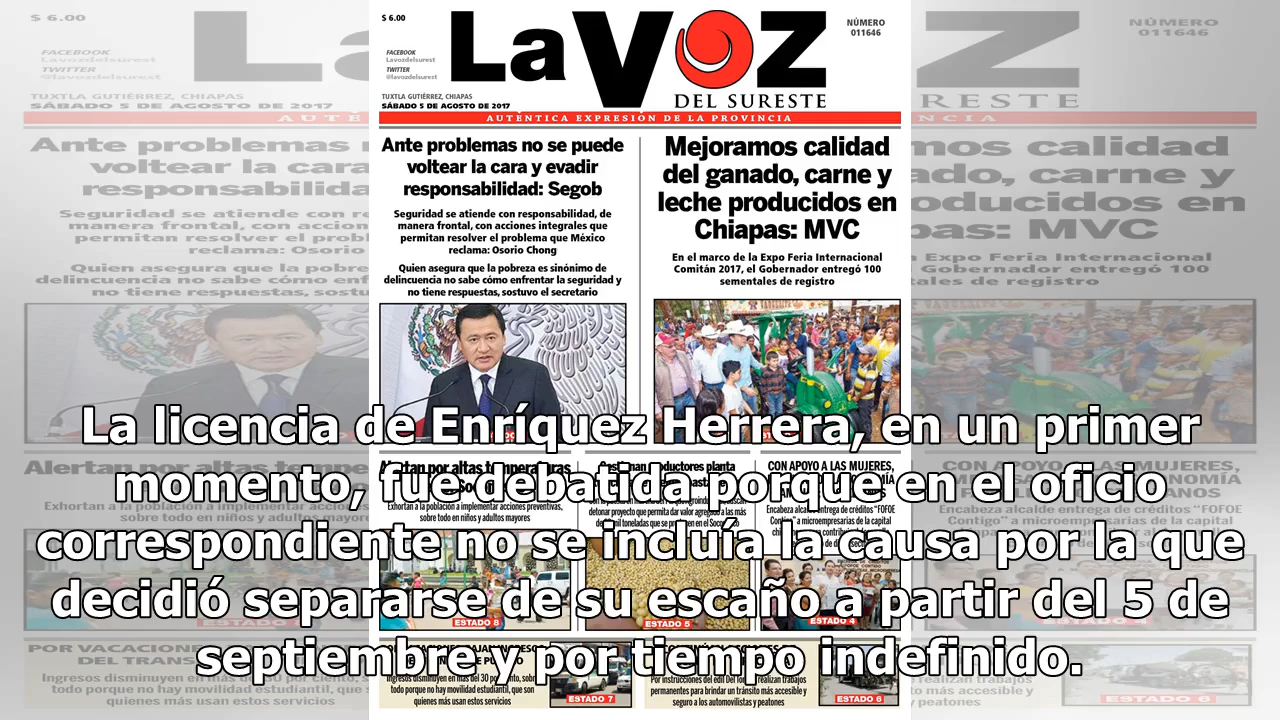 $ 6.00
LaVOZ
DEL SURESTE
NÚMERO
011646
FACEBOOK
Lavozdelsurest
TWITTER
@lavozdelsurest
TUXTLA GUTIÉRREZ, CHIAPAS
SÁBADO 5 DE AGOSTO DE 2017
AUTÉNTICA EXPRESIÓN DE LA PROVINCIA
Ante problemas no se puede
voltear la cara y evadir
responsabilidad: Segob
Seguridad se atiende con responsabilidad, de
manera frontal, con acciones integrales que
permitan resolver el problema que México
reclama: Osorio Chong
Quien asegura que la pobreza es sinónimo de
delincuencia no sabe cómo enfrentar la seguridad y
no tiene respuestas, sostuvo el secretario
Mejoramos calidad
del ganado, carne y
leche producidos en
Chiapas: MVC
En el marco de la Expo Feria Internacional
Comitán 2017, el Gobernador entregó 100
sementales de registro
La licencia de Enríquez Herrera, en un primer
momento, fue debatida porque en el oficio
correspondiente no se incluía la causa por la que
decidió separarse de su escaño a partir del 5 de
septiembre y por tiempo indefinido.
Alertan por altas temperaturas
Exhortan a la población a implementar acciones preventivas,
sobre todo en niños y adultos mayores
ESTADO 8
productores planta
ESTADO 5
CON APOYO A LAS MUJERES,
Encabeza alcalde entrega de créditos "FOFOE
Contigo" a microempresarias de la capital
ESTADO 4
Ingresos disminuyen en más del 30 por ciento, sobre
todo porque no hay movilidad estudiantil, que son
quienes más usan estos servicios
ESTADO 7
Por instrucciones del edil Del
realizan trabajos
permanentes para brindar un tránsito más accesible y
seguro a los automovilistas y peatones
ESTADO 6